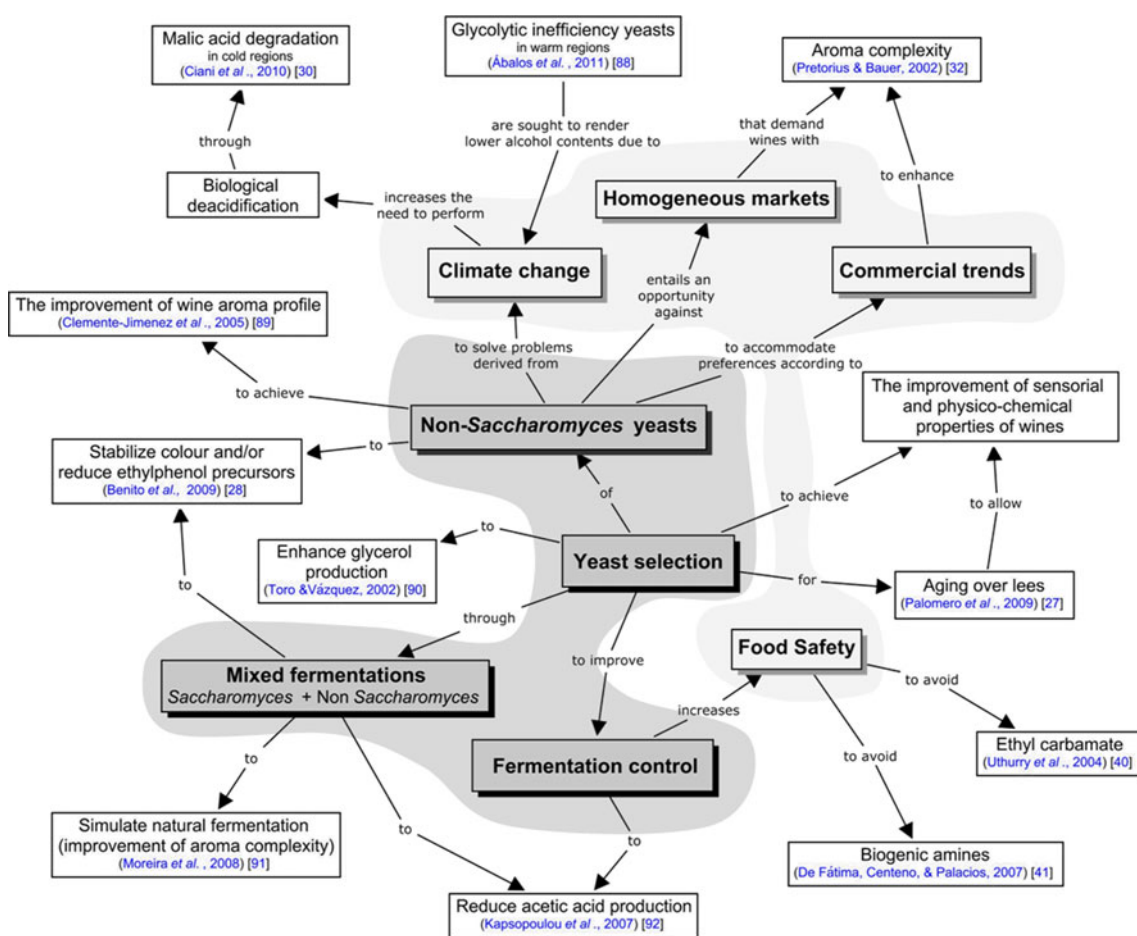 Malic acid degradation
in cold regions
(Ciani et al., 2010) [30]
Glycolytic inefficiency yeasts
in warm regions
(Ábalos et al., 2011) [88]
Aroma complexity
(Pretorius & Bauer, 2002) [32]
through
are sought to render
lower alcohol contents due to
that demand
wines with
to enhance
Biological
deacidification
increases the
need to perform
Homogeneous markets
Climate change
entails an
opportunity
against
Commercial trends
The improvement of wine aroma profile
(Clemente-Jimenez et al., 2005) [89]
to solve problems
derived from
to accommodate
preferences according to
to achieve
Non-Saccharomyces yeasts
The improvement of sensorial
and physico-chemical
properties of wines
Stabilize colour and/or
reduce ethylphenol precursors
(Benito et al., 2009) [28]
to
of
to achieve
to allow
to
Enhance glycerol
production
(Toro &Vázquez, 2002) [90]
Yeast selection
for
Aging over lees
(Palomero et al., 2009) [27]
to
through
to improve
Food Safety
Mixed fermentations
Saccharomyces + Non Saccharomyces
increases
to avoid
to
Fermentation control
to avoid
Ethyl carbamate
(Uthurry et al., 2004) [40]
Simulate natural fermentation
(improvement of aroma complexity)
(Moreira et al., 2008) [91]
to
to
Biogenic amines
(De Fátima, Centeno, & Palacios, 2007) [41]
Reduce acetic acid production
(Kapsopoulou et al., 2007) [92]